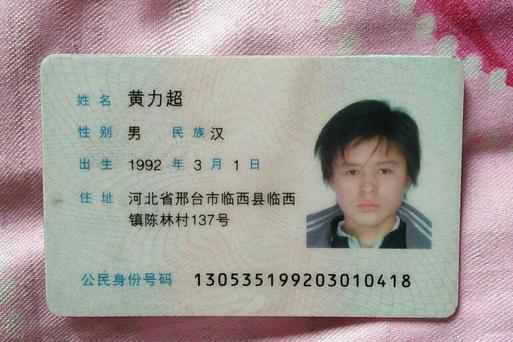 姓名 黄力超
性别 男 民族 汉
出生 1992 年 3 月 1 日
住址 河北省邢台市临西县临西
镇陈林村137号
公民身份号码 130535199203010418